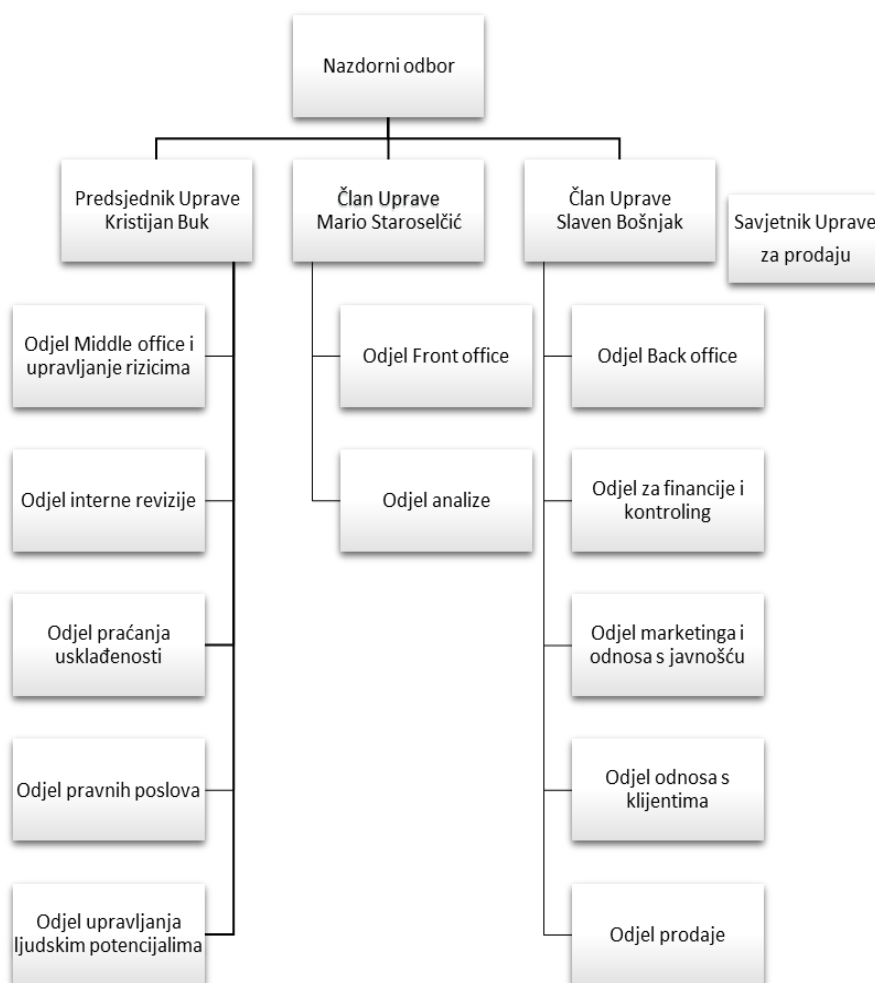 Nazdorni odbor
Predsjednik Uprave
Kristijan Buk
Član Uprave
Mario Staroselčić
Član Uprave
Slaven Bošnjak
Savjetnik Uprave
za prodaju
Odjel Middle office i
upravljanje rizicima
Odjel interne revizije
Odjel praćanja
usklađenosti
Odjel pravnih poslova
Odjel upravljanja
ljudskim potencijalima
Odjel Front office
Odjel analize
Odjel Back office
Odjel za financije i
kontroling
Odjel marketinga i
odnosa s javnošću
Odjel odnosa s
klijentima
Odjel prodaje